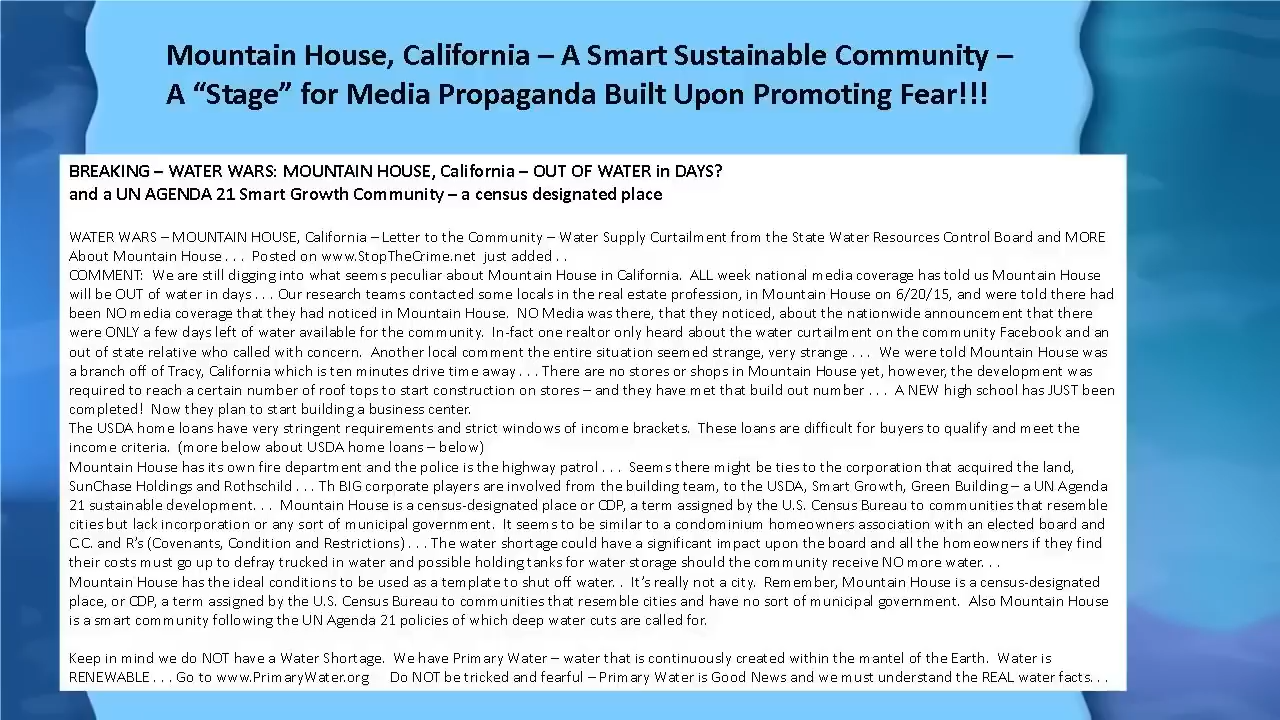 Mountain House, California – A Smart Sustainable Community –
A “Stage” for Media Propaganda Built Upon Promoting Fear!!!
BREAKING – WATER WARS: MOUNTAIN HOUSE, California – OUT OF WATER in DAYS?
and a UN AGENDA 21 Smart Growth Community – a census designated place
WATER WARS – MOUNTAIN HOUSE, California – Letter to the Community – Water Supply Curtailment from the State Water Resources Control Board and MORE
About Mountain House . . .  Posted on www.StopTheCrime.net  just added . .
COMMENT:  We are still digging into what seems peculiar about Mountain House in California.  ALL week national media coverage has told us Mountain House
will be OUT of water in days . . . Our research teams contacted some locals in the real estate profession, in Mountain House on 6/20/15, and were told there had
been NO media coverage that they had noticed in Mountain House.  NO Media was there, that they noticed, about the nationwide announcement that there
were ONLY a few days left of water available for the community.  In-fact one realtor only heard about the water curtailment on the community Facebook and an
out of state relative who called with concern.  Another local comment the entire situation seemed strange, very strange . . .  We were told Mountain House was
a branch off of Tracy, California which is ten minutes drive time away . . . There are no stores or shops in Mountain House yet, however, the development was
required to reach a certain number of roof tops to start construction on stores – and they have met that build out number . . .  A NEW high school has JUST been
completed!  Now they plan to start building a business center.
The USDA home loans have very stringent requirements and strict windows of income brackets.  These loans are difficult for buyers to qualify and meet the
income criteria.  (more below about USDA home loans – below)
Mountain House has its own fire department and the police is the highway patrol . . .  Seems there might be ties to the corporation that acquired the land,
SunChase Holdings and Rothschild . . . Th BIG corporate players are involved from the building team, to the USDA, Smart Growth, Green Building – a UN Agenda
21 sustainable development. . .  Mountain House is a census-designated place or CDP, a term assigned by the U.S. Census Bureau to communities that resemble
cities but lack incorporation or any sort of municipal government.  It seems to be similar to a condominium homeowners association with an elected board and
C.C. and R’s (Covenants, Condition and Restrictions) . . . The water shortage could have a significant impact upon the board and all the homeowners if they find
their costs must go up to defray trucked in water and possible holding tanks for water storage should the community receive NO more water. . .
Mountain House has the ideal conditions to be used as a template to shut off water. .  It’s really not a city.  Remember, Mountain House is a census-designated
place, or CDP, a term assigned by the U.S. Census Bureau to communities that resemble cities and have no sort of municipal government.  Also Mountain House
is a smart community following the UN Agenda 21 policies of which deep water cuts are called for.
Keep in mind we do NOT have a Water Shortage.  We have Primary Water – water that is continuously created within the mantel of the Earth.  Water is
RENEWABLE . . . Go to www.PrimaryWater.org     Do NOT be tricked and fearful – Primary Water is Good News and we must understand the REAL water facts. . .